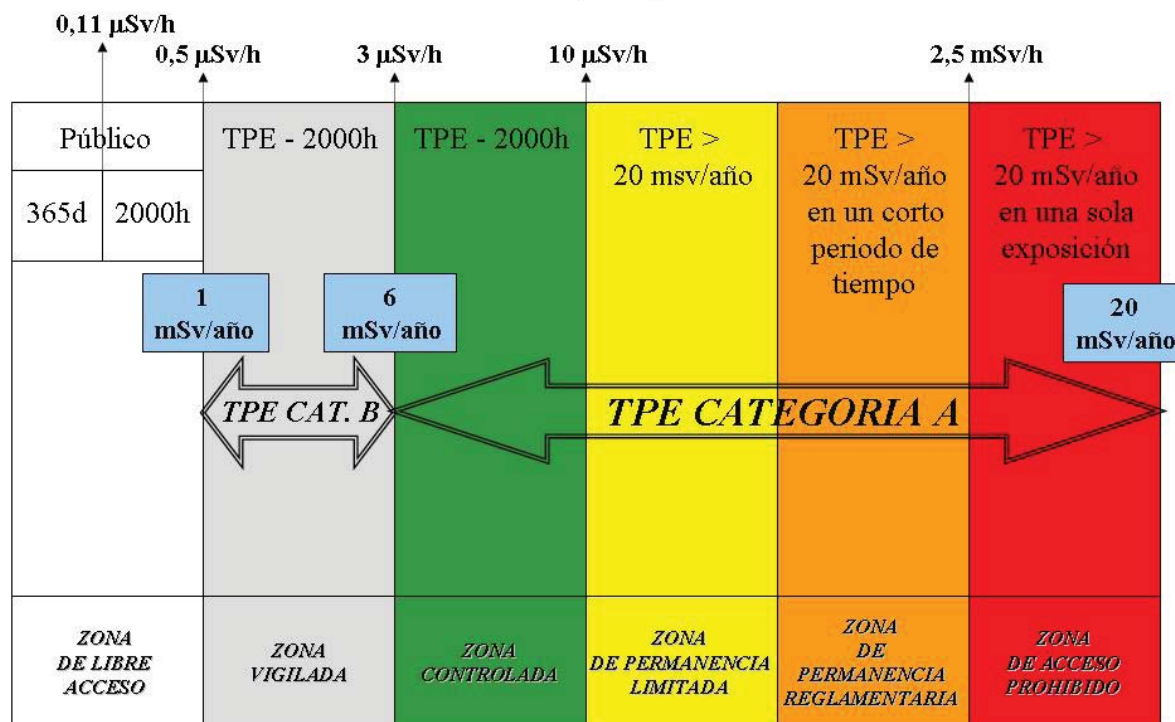 0,11 µSv/h
0,5 µSv/h
3 µSv/h
10 µSv/h
2,5 mSv/h
Público
365d
2000h
TPE - 2000h
TPE - 2000h
TPE >
20 msv/año
TPE >
20 mSv/año
en un corto
periodo de
tiempo
TPE >
20 mSv/año
en una sola
exposición
1
mSv/año
6
mSv/año
20
mSv/año
TPE CAT. B
TPE CATEGORIA A
ZONA
DE LIBRE
ACCESO
ZONA
VIGILADA
ZONA
CONTROLADA
ZONA
DE PERMANENCIA
LIMITADA
ZONA
DE
PERMANENCIA
REGLAMENTARIA
ZONA
DE ACCESO
PROHIBIDO